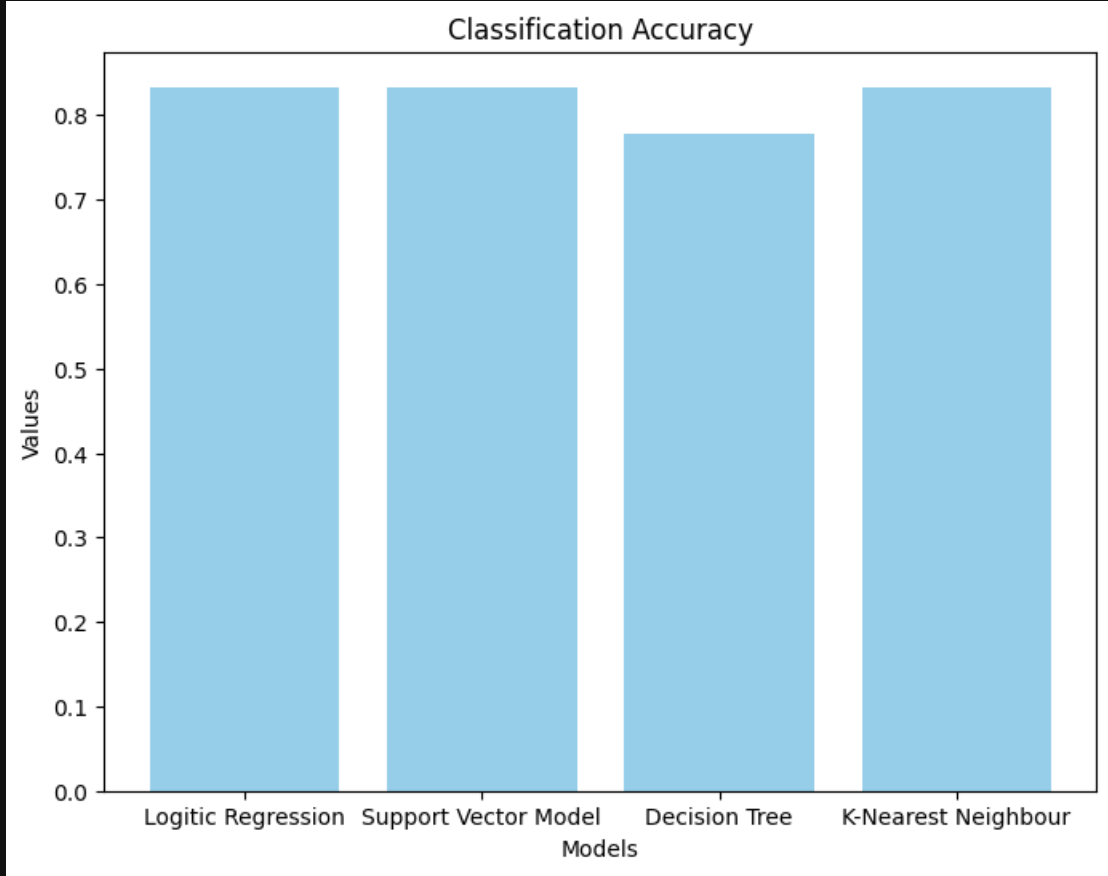 Classification Accuracy
0.8
0.7
0.6
0.5
0.4
0.3
0.2
0.1
0.0
Values
Logitic Regression Support Vector Model Decision Tree K-Nearest Neighbour
Models